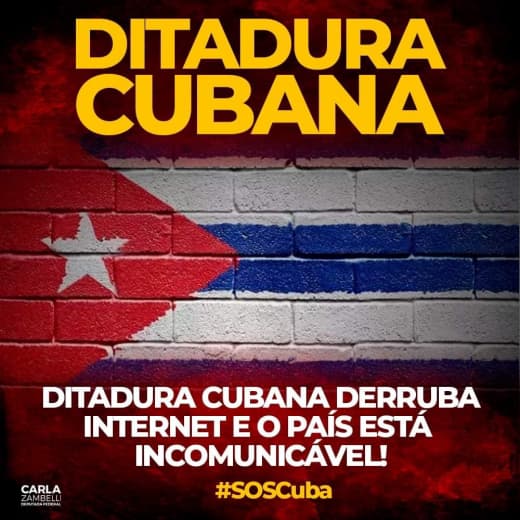 DITADURA
CUBANA
DITADURA CUBANA DERRUBA
INTERNET E O PAÍS ESTÁ
INCOMUNICÁVEL!
#SOSCuba
CARLA
ZAMBELLI
DEPUTADA FEDERAL